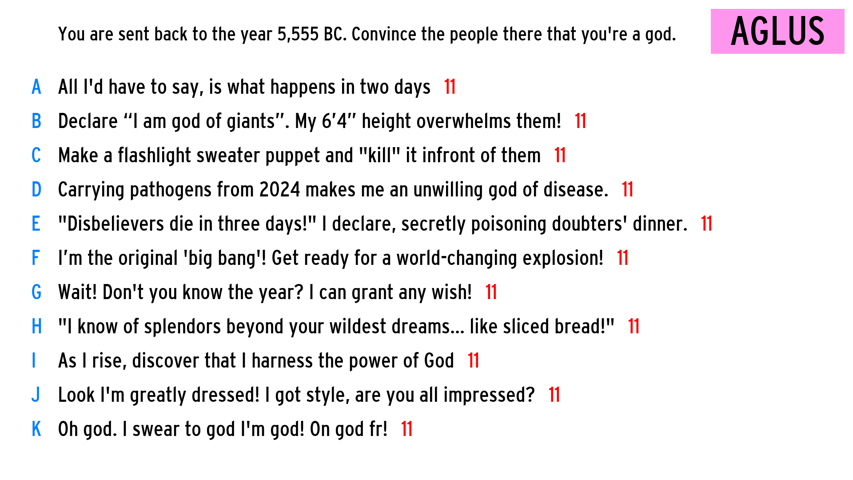 You are sent back to the year 5,555 BC. Convince the people there that you're a god.
AGLUS
A All I'd have to say, is what happens in two days 11
B Declare “I am god of giants”. My 6’4” height overwhelms them! 11
C Make a flashlight sweater puppet and "kill" it infront of them 11
D Carrying pathogens from 2024 makes me an unwilling god of disease. 11
E "Disbelievers die in three days!" I declare, secretly poisoning doubters' dinner. 11
F I’m the original 'big bang'! Get ready for a world-changing explosion! 11
G Wait! Don't you know the year? I can grant any wish! 11
H "I know of splendors beyond your wildest dreams... like sliced bread!" 11
I As I rise, discover that I harness the power of God 11
J Look I'm greatly dressed! I got style, are you all impressed? 11
K Oh god. I swear to god I'm god! On god fr! 11